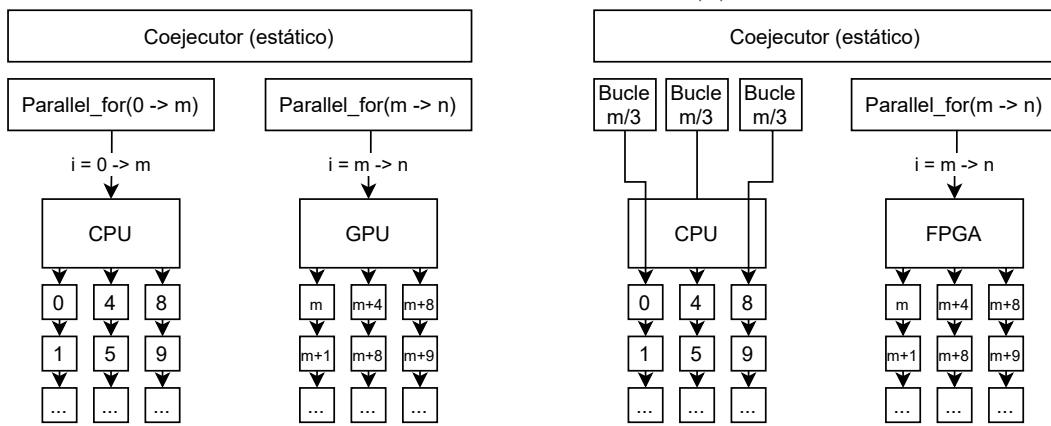 Coejecutor (estático)
Parallel_for(0 -> m)
Parallel_for(m -> n)
i = 0 -> m
i = m -> n
CPU
GPU
0 4 8
m m+4 m+8
1 5 9
m+1 m+8 m+9
... ... ...
... ... ...
Coejecutor (estático)
Bucle
m/3
Bucle
m/3
Bucle
m/3
Parallel_for(m -> n)
i = m -> n
CPU
FPGA
0 4 8
m m+4 m+8
1 5 9
m+1 m+8 m+9
... ... ...
... ... ...